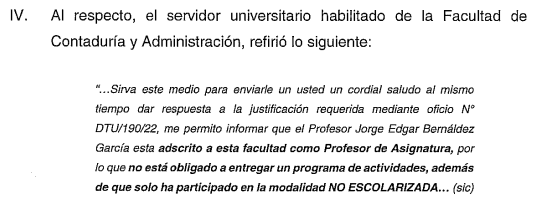 IV. Al respecto, el servidor universitario habilitado de la Facultad de
Contaduría y Administración, refirió lo siguiente:
"...Sirva este medio para enviarle un usted un cordial saludo al mismo
tiempo dar respuesta a la justificación requerida mediante oficio N°
DTU/190/22, me permito informar que el Profesor Jorge Edgar Bernáldez
García esta adscrito a esta facultad como Profesor de Asignatura, por
lo que no está obligado a entregar un programa de actividades, además
de que solo ha participado en la modalidad NO ESCOLARIZADA... (sic)